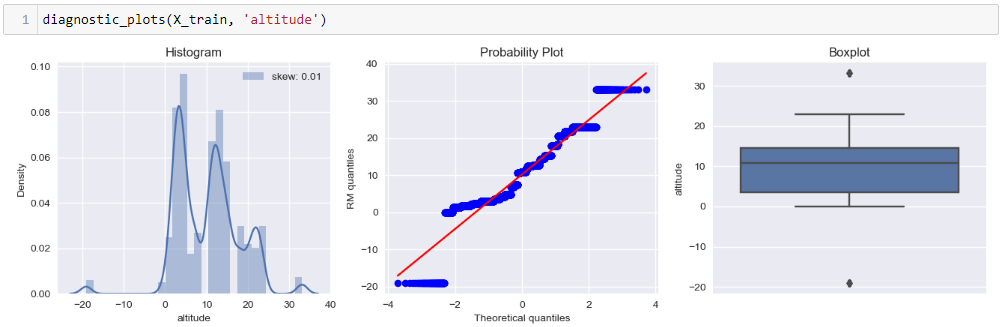 1 diagnostic_plots(X_train, 'altitude')
Histogram
skew: 0.01
0.10
0.08
0.06
0.04
0.02
0.00
Density
−20 −10 0 10 20 30 40
altitude
Probability Plot
40
30
20
10
0
−10
−20
RM quantiles
−4 −2 0 2 4
Theoretical quantiles
Boxplot
30
20
10
0
−10
−20
altitude